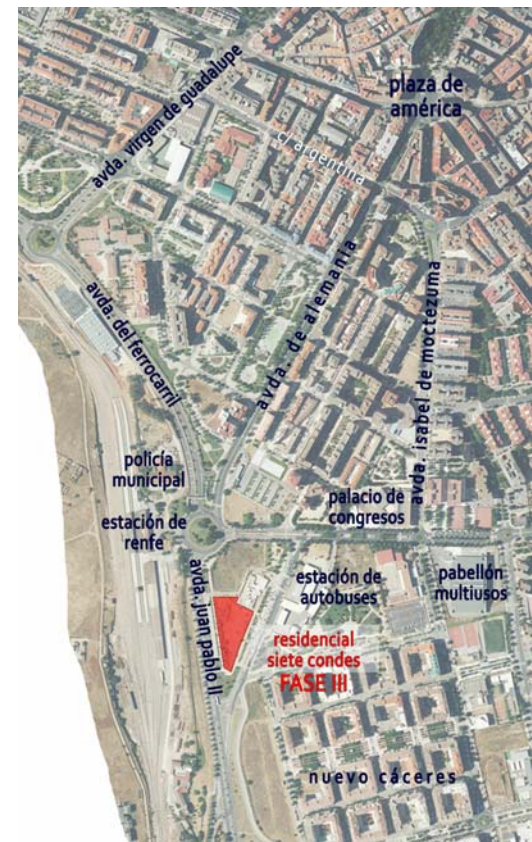 plaza de
américa
avda. virgen de guadalupe
c/ argentina
avda. de alemania
avda. isabel de moctezuma
avda. del ferrocarril
policía
municipal
palacio de
congresos
estación de
renfe
avda. juan pablo II
estación de
autobuses
pabellón
multiusos
residencial
siete condes
FASE III
nuevo cáceres